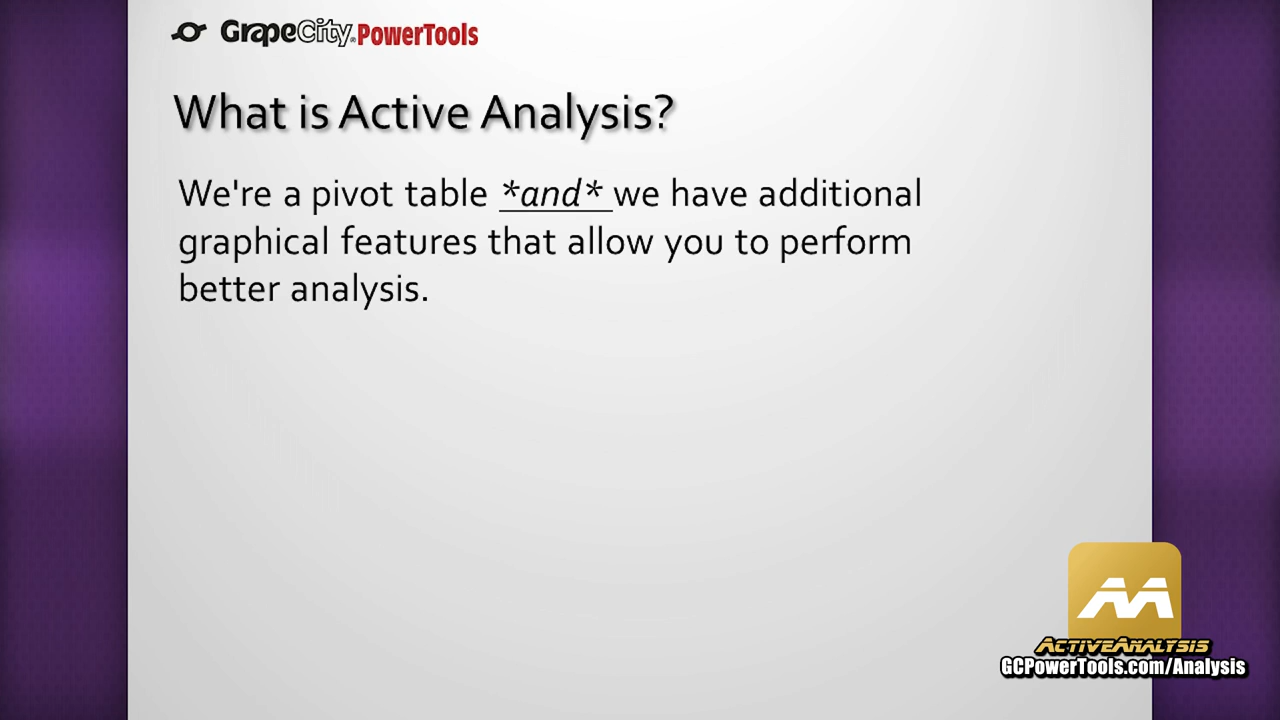 GrapeCity PowerTools
What is Active Analysis?
We're a pivot table *and* we have additional
graphical features that allow you to perform
better analysis.
ActiveAnalysis
GCPowerTools.com/Analysis